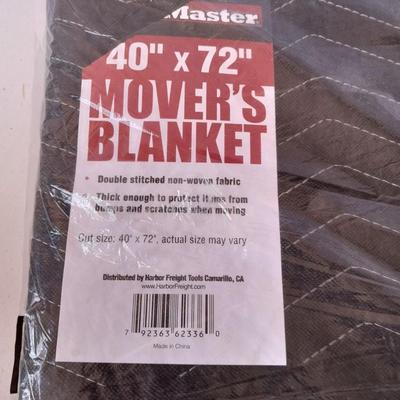 Master
40" x 72"
MOVER'S
BLANKET
• Double stitched non-woven fabric
Thick enough to protect items from
bumps and scratches when moving
Cut size: 40" x 72", actual size may vary
Distributed by Harbor Freight Tools Camarillo, CA
www.HarborFreight.com
7 92363 62336 0
Made in China